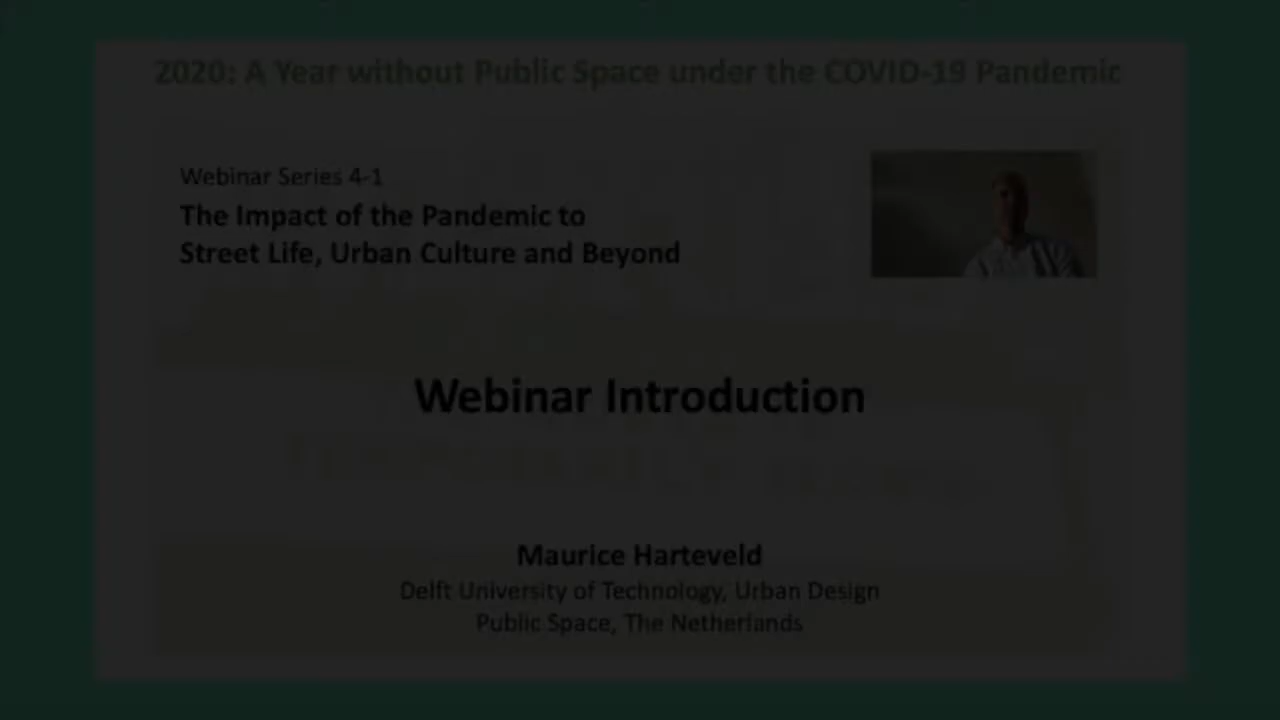 2020: A Year without Public Space under the COVID-19 Pandemic
Webinar Series 4-1
The Impact of the Pandemic to
Street Life, Urban Culture and Beyond
Webinar Introduction
Maurice Harteveld
Delft University of Technology, Urban Design
Public Space, The Netherlands